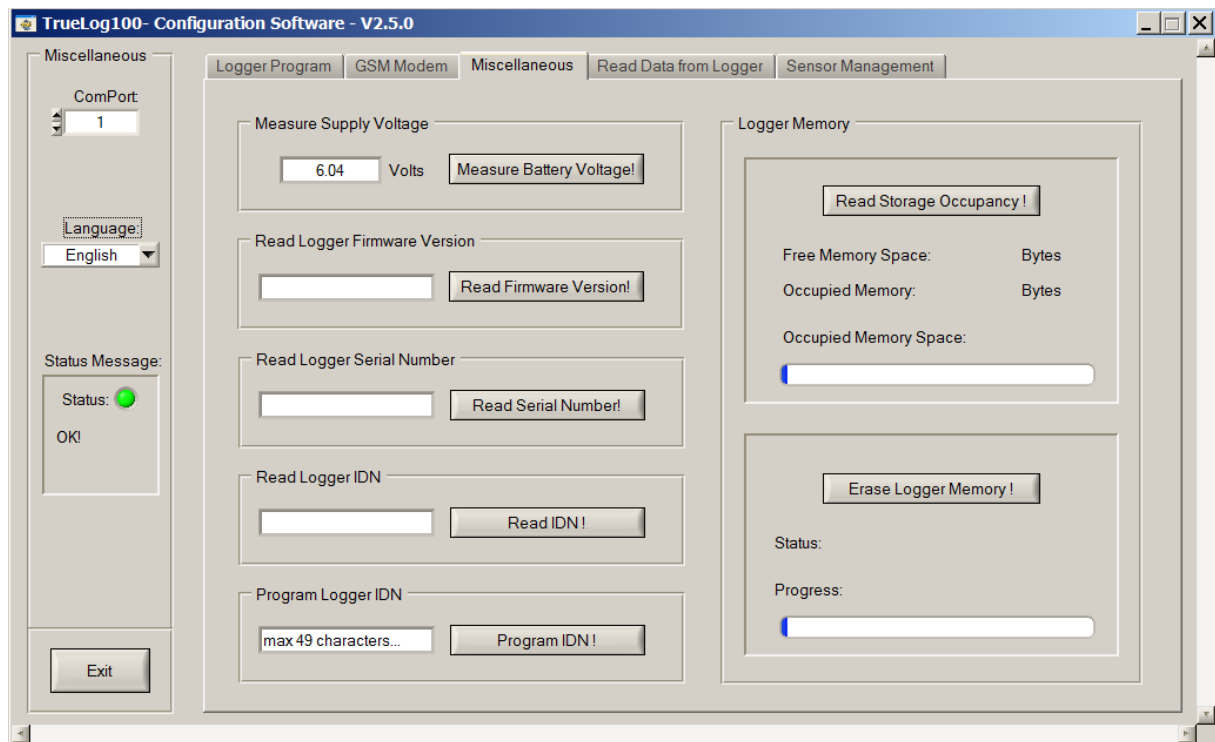 TrueLog100- Configuration Software - V2.5.0
Miscellaneous
ComPort:
1
Language:
English
Status Message:
Status:
OK!
Exit
Logger Program GSM Modem Miscellaneous Read Data from Logger Sensor Management
Measure Supply Voltage
6.04 Volts Measure Battery Voltage!
Read Logger Firmware Version
Read Firmware Version!
Read Logger Serial Number
Read Serial Number!
Read Logger IDN
Read IDN !
Program Logger IDN
max 49 characters... Program IDN !
Logger Memory
Read Storage Occupancy !
Free Memory Space: Bytes
Occupied Memory: Bytes
Occupied Memory Space:
Erase Logger Memory !
Status:
Progress: